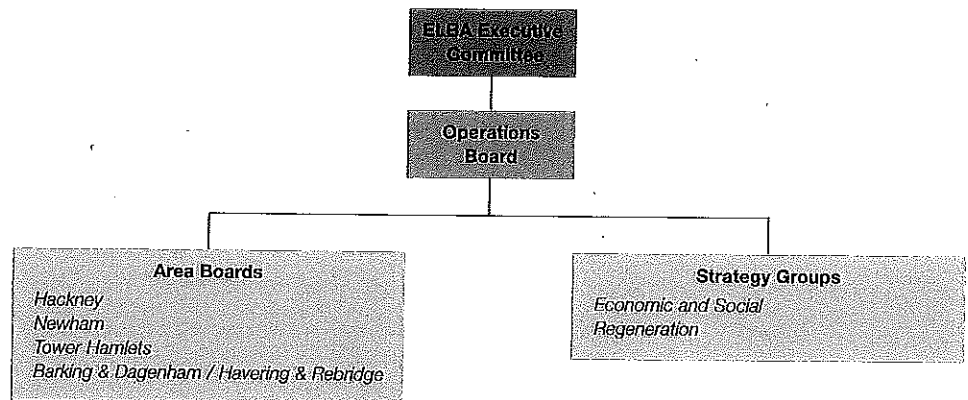 ELBA Executive
Committee
Operations
Board
Area Boards
Hackney
Newham
Tower Hamlets
Barking & Dagenham / Havering & Rebridge
Strategy Groups
Economic and Social
Regeneration